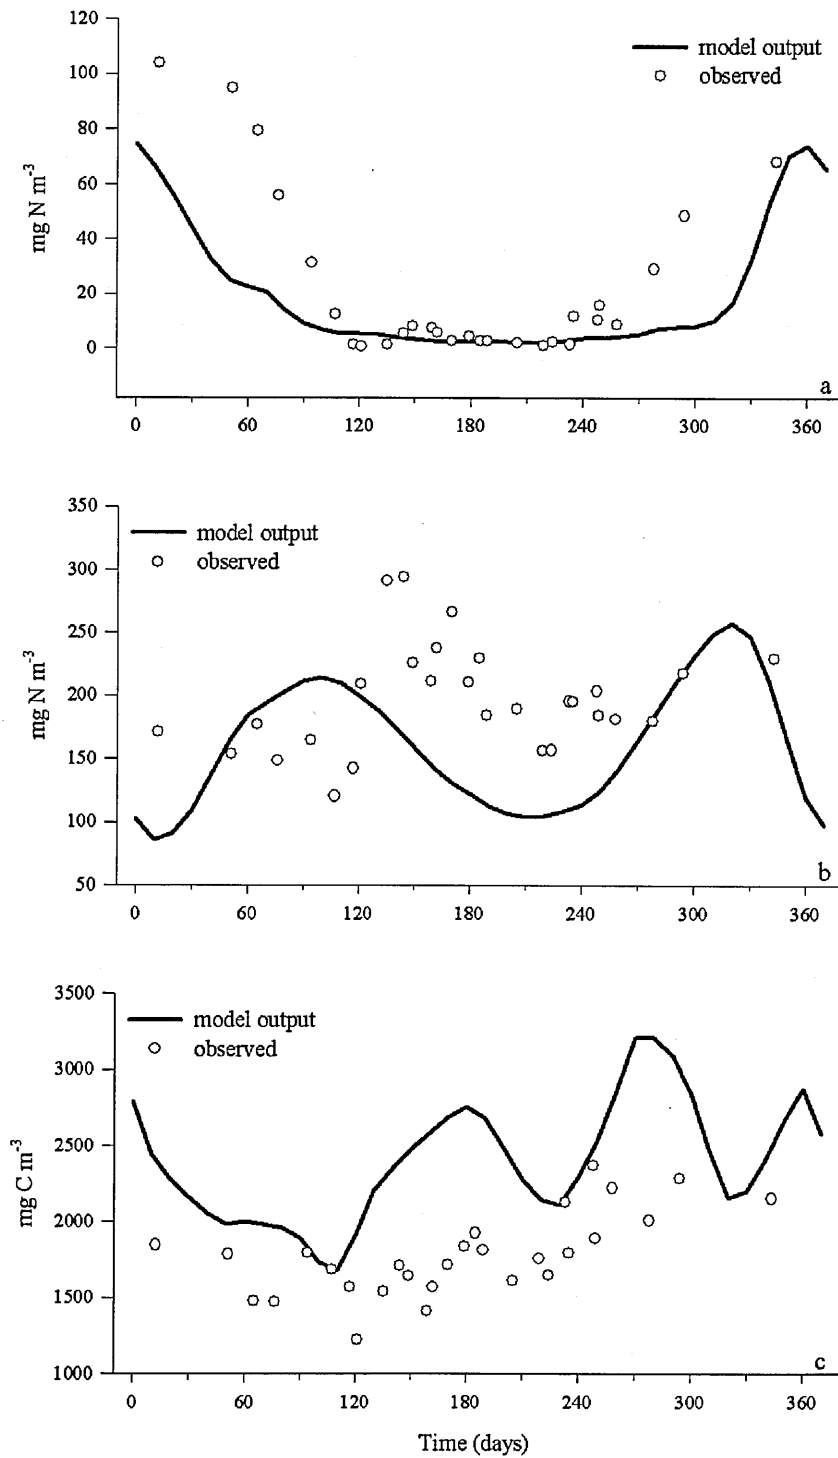 120
100
80
60
40
20
0
mg N m-3
model output
observed
a
0 60 120 180 240 300 360
350
300
250
200
150
100
50
mg N m-3
model output
observed
b
0 60 120 180 240 300 360
3500
3000
2500
2000
1500
1000
mg C m-3
model output
observed
c
0 60 120 180 240 300 360
Time (days)